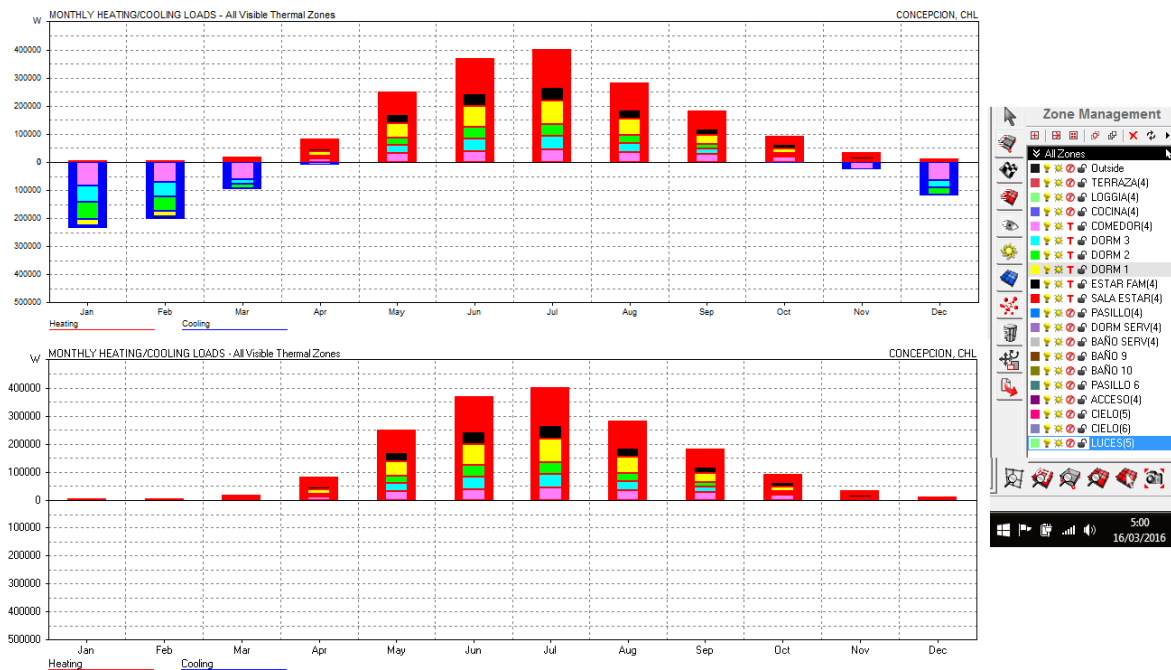 W MONTHLY HEATING/COOLING LOADS - All Visible Thermal Zones CONCEPCION, CHL
400000
300000
200000
100000
0
100000
200000
300000
400000
500000
Jan Feb Mar Apr May Jun Jul Aug Sep Oct Nov Dec
Heating Cooling
W MONTHLY HEATING/COOLING LOADS - All Visible Thermal Zones CONCEPCION, CHL
400000
300000
200000
100000
0
100000
200000
300000
400000
500000
Jan Feb Mar Apr May Jun Jul Aug Sep Oct Nov Dec
Heating Cooling
Zone Management
All Zones
Outside
TERRAZA(4)
LOGGIA(4)
COCINA(4)
T COMEDOR(4)
T DORM 3
T DORM 2
T DORM 1
T ESTAR FAM(4)
T SALA ESTAR(4)
PASILLO(4)
DORM SERV(4)
BAÑO SERV(4)
BAÑO 9
BAÑO 10
PASILLO 6
ACCESO(4)
CIELO(5)
CIELO(6)
LUCES(5)
5:00
16/03/2016